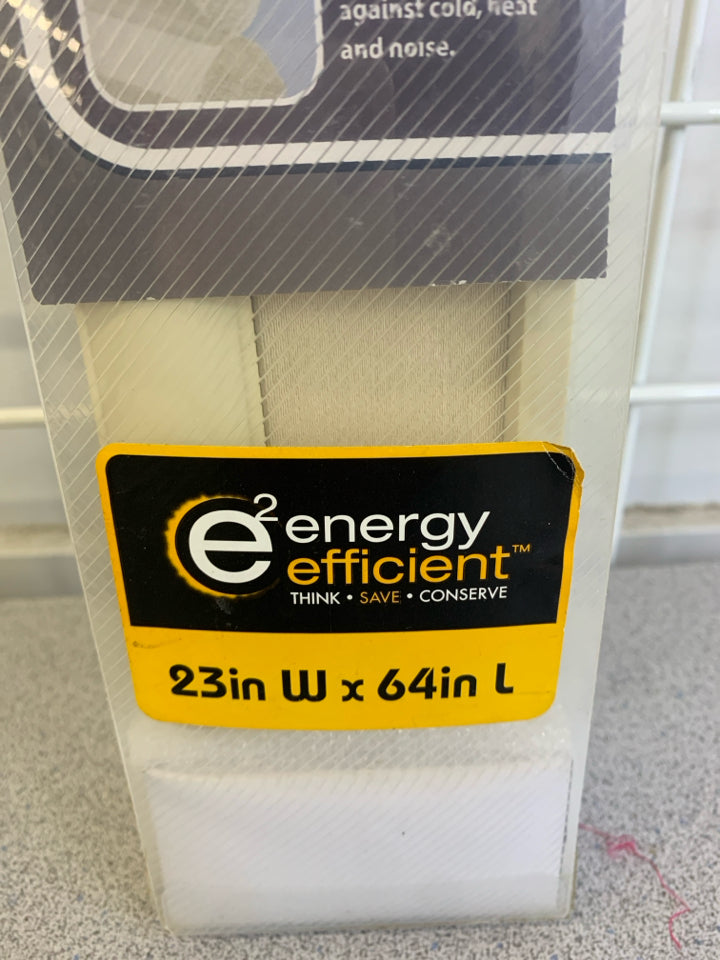 against cold, heat
and noise.
e2 energy
efficient™
THINK • SAVE • CONSERVE
23in W x 64in L